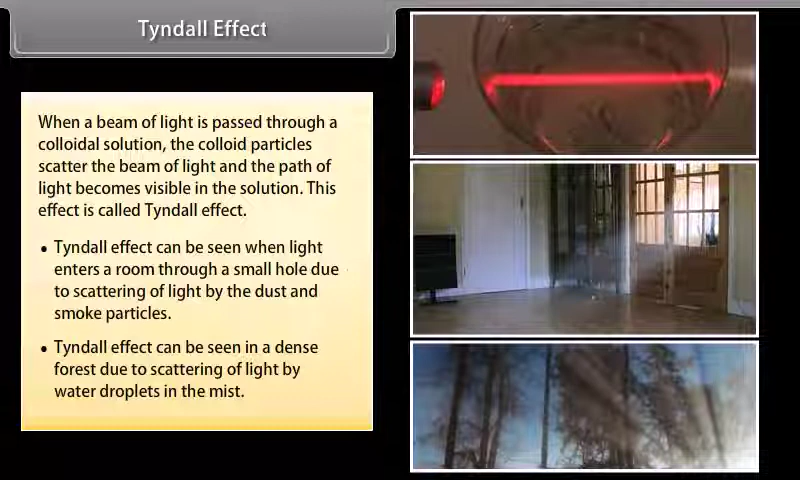 Tyndall Effect
When a beam of light is passed through a
colloidal solution, the colloid particles
scatter the beam of light and the path of
light becomes visible in the solution. This
effect is called Tyndall effect.
• Tyndall effect can be seen when light
enters a room through a small hole due
to scattering of light by the dust and
smoke particles.
• Tyndall effect can be seen in a dense
forest due to scattering of light by
water droplets in the mist.